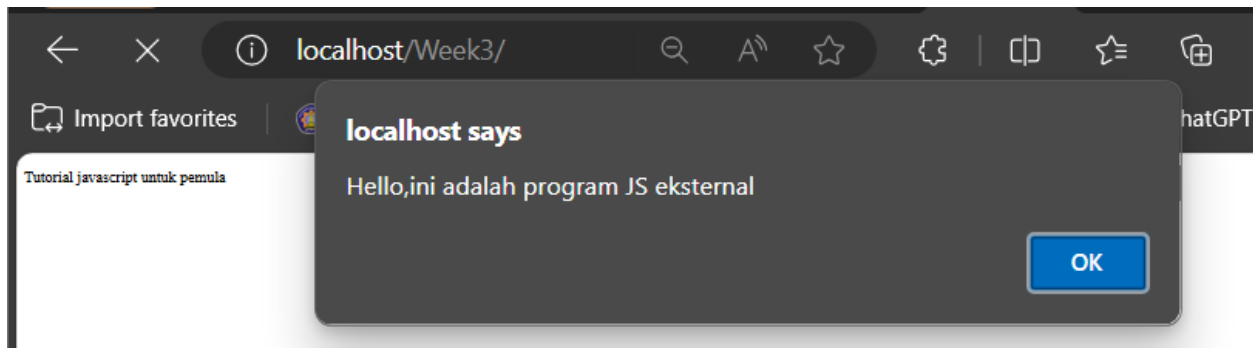 localhost/Week3/
Import favorites
hatGPT
localhost says
Tutorial javascript untuk pemula
Hello,ini adalah program JS eksternal
OK